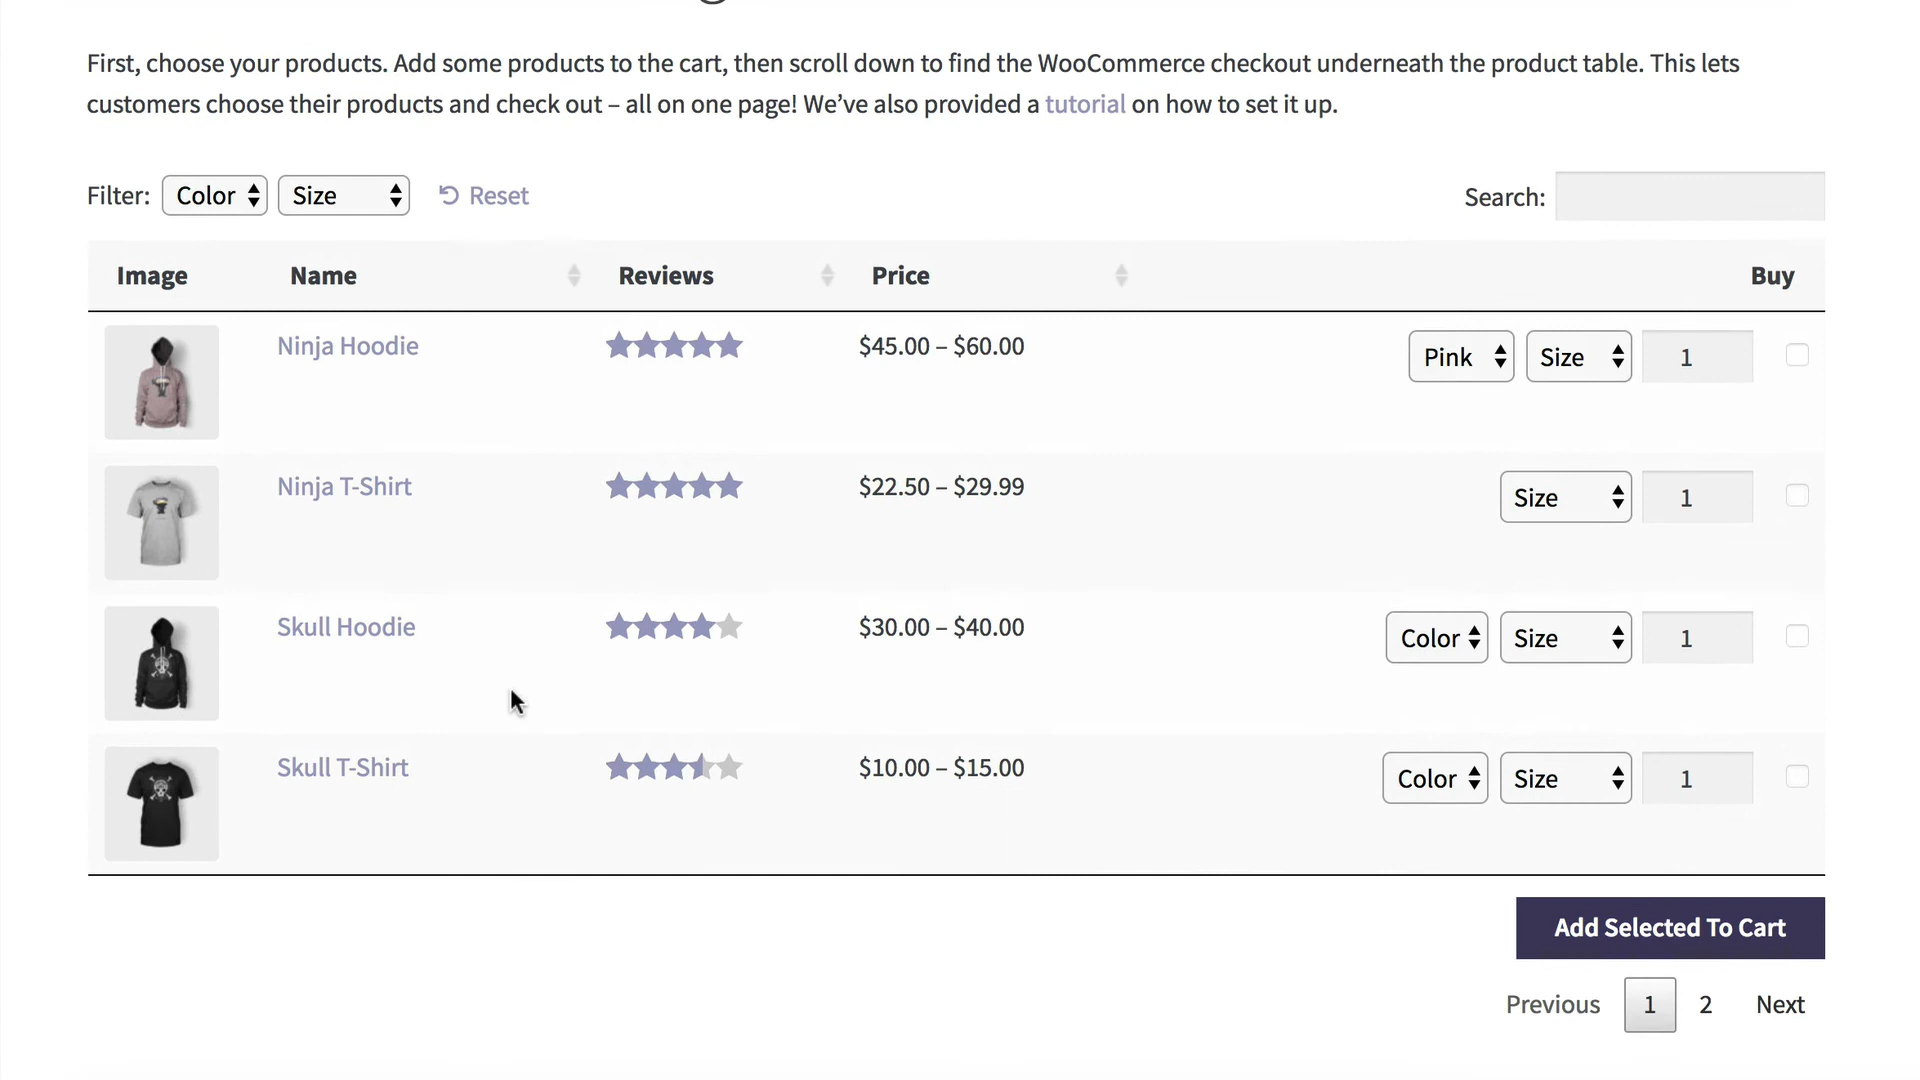 First, choose your products. Add some products to the cart, then scroll down to find the WooCommerce checkout underneath the product table. This lets
customers choose their products and check out – all on one page! We’ve also provided a tutorial on how to set it up.
Filter: Color Size Reset Search:
Image Name Reviews Price Buy
Ninja Hoodie $45.00 – $60.00 Pink Size 1
Ninja T-Shirt $22.50 – $29.99 Size 1
Skull Hoodie $30.00 – $40.00 Color Size 1
Skull T-Shirt $10.00 – $15.00 Color Size 1
Add Selected To Cart
Previous 1 2 Next